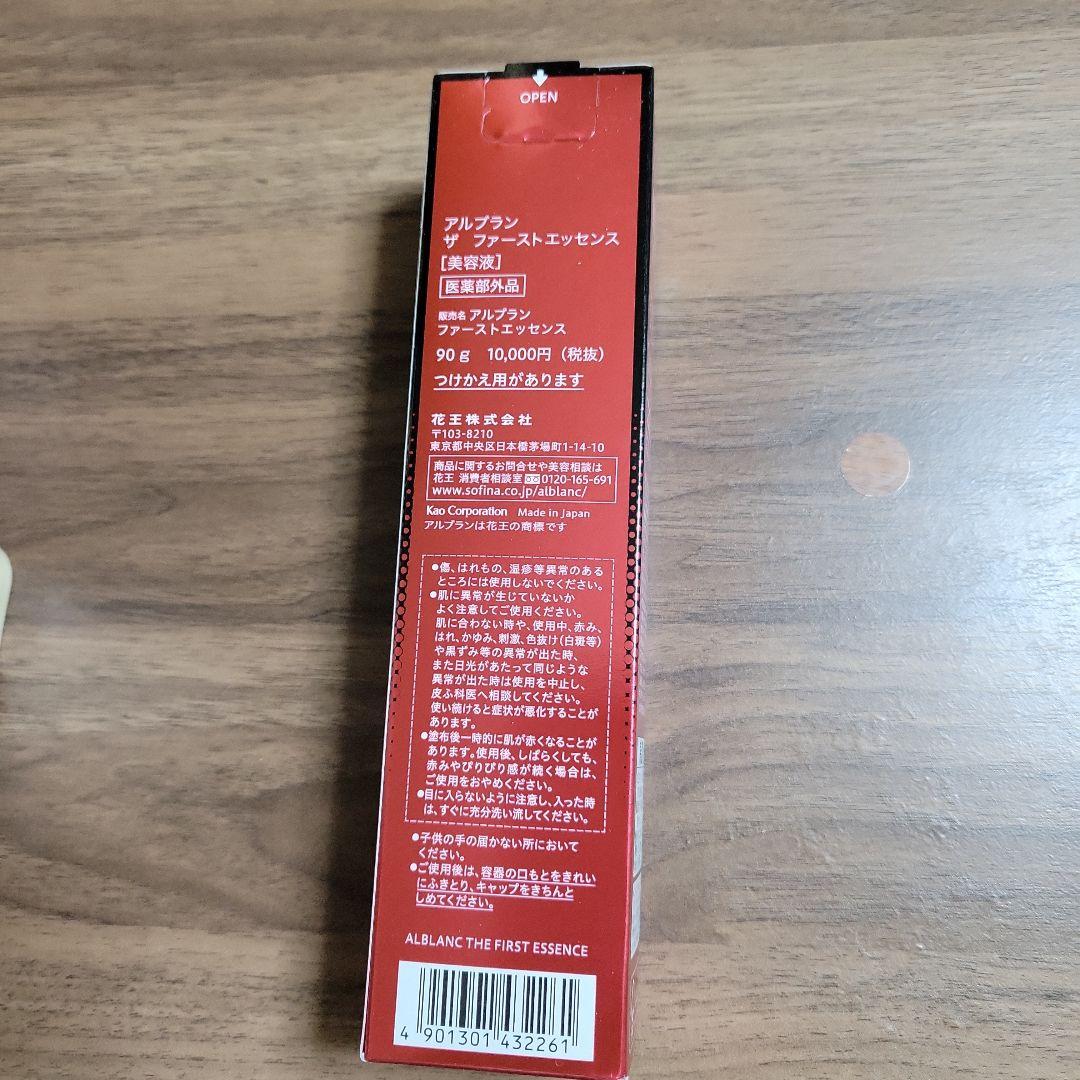 OPEN
アルブラン
ザ ファーストエッセンス
[美容液]
医薬部外品
販売名 アルブラン
ファーストエッセンス
90g 10,000円(税抜)
つけかえ用があります
花王株式会社
〒103-8210
東京都中央区日本橋茅場町1-14-10
商品に関するお問合せや美容相談は
花王 消費者相談室 0120-165-691
www.sofina.co.jp/alblanc/
Kao Corporation Made in Japan
アルブランは花王の商標です
●傷、はれもの、湿疹等異常のある
ところには使用しないでください。
●肌に異常が生じていないか
よく注意してご使用ください。
肌に合わない時や、使用中、赤み、
はれ、かゆみ、刺激、色抜け(白斑等)
や黒ずみ等の異常が出た時、
また日光があたって同じような
異常が出た時は使用を中止し、
皮ふ科医へ相談してください。
使い続けると症状が悪化することが
あります。
●塗布後一時的に肌が赤くなることが
あります。使用後、しばらくしても、
赤みやぴりぴり感が続く場合は、
ご使用をおやめください。
●目に入らないように注意し、入った時
は、すぐに充分洗い流してください。
●子供の手の届かない所において
ください。
●ご使用後は、容器の口もとをきれい
にふきとり、キャップをきちんと
しめてください。
ALBLANC THE FIRST ESSENCE
4 901301 432261